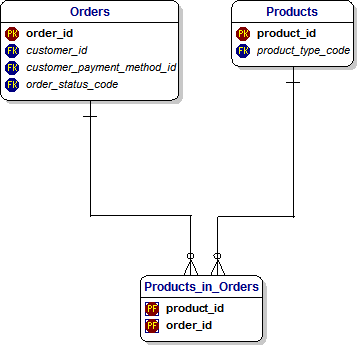 Orders
PK order_id
FK customer_id
FK customer_payment_method_id
FK order_status_code
Products
PK product_id
FK product_type_code
Products_in_Orders
PF product_id
PF order_id